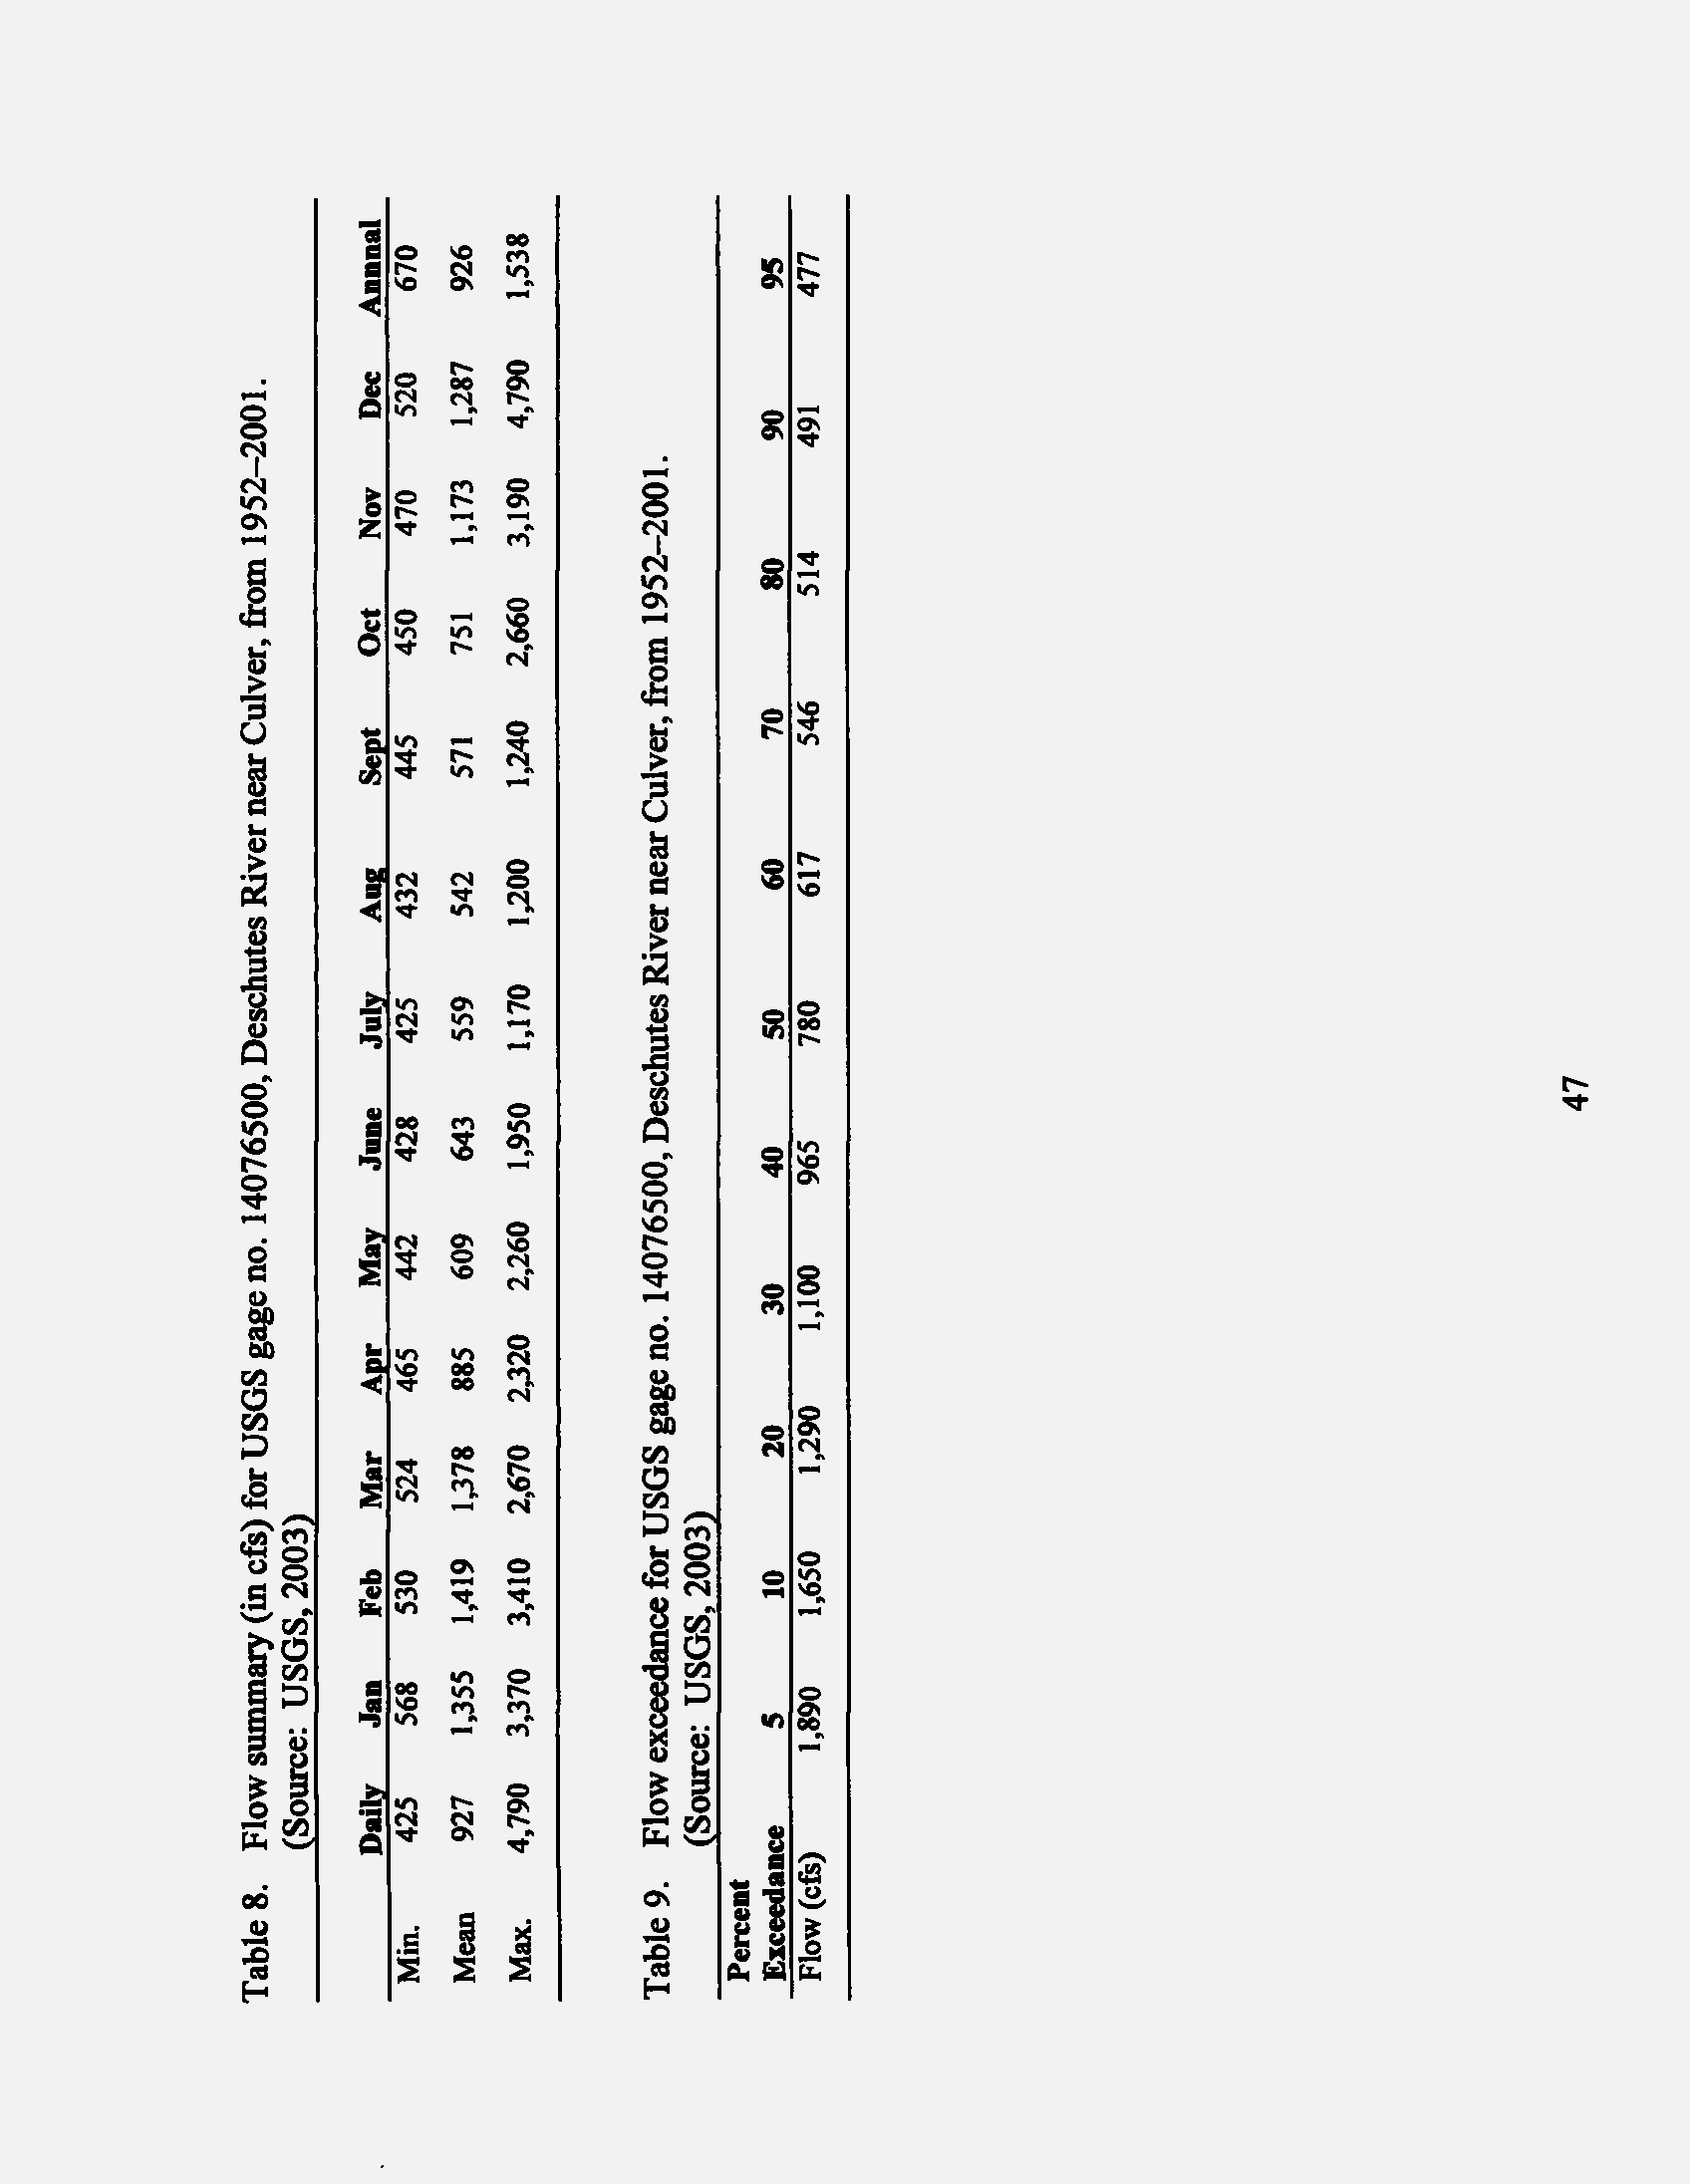 Table 8. Flow summary (in cfs) for USGS gage no. 14076500, Deschutes River near Culver, from 1952–2001.
(Source: USGS, 2003)
Daily Jan Feb Mar Apr May June July Aug Sept Oct Nov Dec Annual
Min. 425 568 530 524 465 442 428 425 432 445 450 470 520 670
Mean 927 1,355 1,419 1,378 885 609 643 559 542 571 751 1,173 1,287 926
Max. 4,790 3,370 3,410 2,670 2,320 2,260 1,950 1,170 1,200 1,240 2,660 3,190 4,790 1,538
Table 9. Flow exceedance for USGS gage no. 14076500, Deschutes River near Culver, from 1952–2001.
(Source: USGS, 2003)
Percent
Exceedance 5 10 20 30 40 50 60 70 80 90 95
Flow (cfs) 1,890 1,650 1,290 1,100 965 780 617 546 514 491 477
47